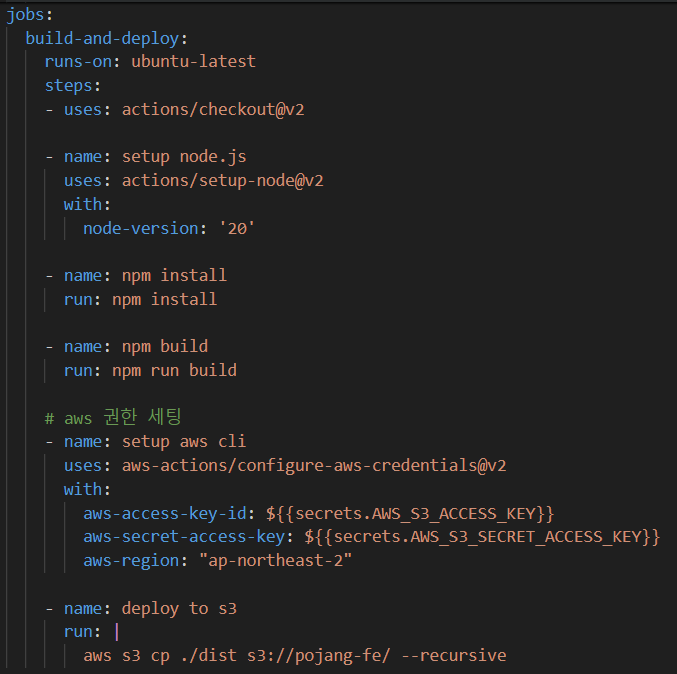 jobs:
build-and-deploy:
runs-on: ubuntu-latest
steps:
- uses: actions/checkout@v2
- name: setup node.js
uses: actions/setup-node@v2
with:
node-version: '20'
- name: npm install
run: npm install
- name: npm build
run: npm run build
# aws 권한 세팅
- name: setup aws cli
uses: aws-actions/configure-aws-credentials@v2
with:
aws-access-key-id: ${{secrets.AWS_S3_ACCESS_KEY}}
aws-secret-access-key: ${{secrets.AWS_S3_SECRET_ACCESS_KEY}}
aws-region: "ap-northeast-2"
- name: deploy to s3
run: |
aws s3 cp ./dist s3://pojang-fe/ --recursive